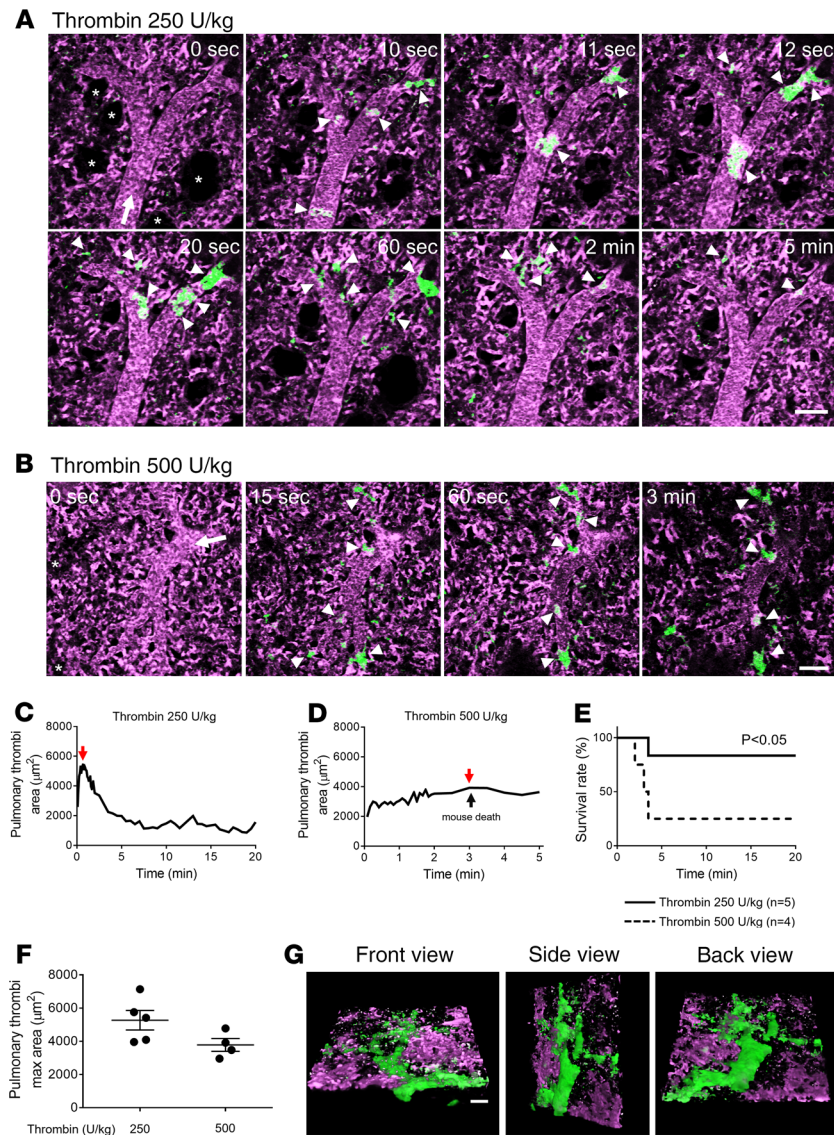 A Thrombin 250 U/kg
0 sec 10 sec 11 sec 12 sec
* * * * *
20 sec 60 sec 2 min 5 min
B Thrombin 500 U/kg
0 sec 15 sec 60 sec 3 min
* *
C Thrombin 250 U/kg
Pulmonary thrombi
area (μm²)
8000
6000
4000
2000
0
0 5 10 15 20
Time (min)
D Thrombin 500 U/kg
Pulmonary thrombi
area (μm²)
8000
6000
4000
2000
0
mouse death
0 1 2 3 4 5
Time (min)
E
Survival rate (%)
100
50
0
P<0.05
0 5 10 15 20
Time (min)
Thrombin 250 U/kg (n=5)
Thrombin 500 U/kg (n=4)
F
Pulmonary thrombi
max area (μm²)
8000
6000
4000
2000
0
Thrombin (U/kg) 250 500
G Front view Side view Back view